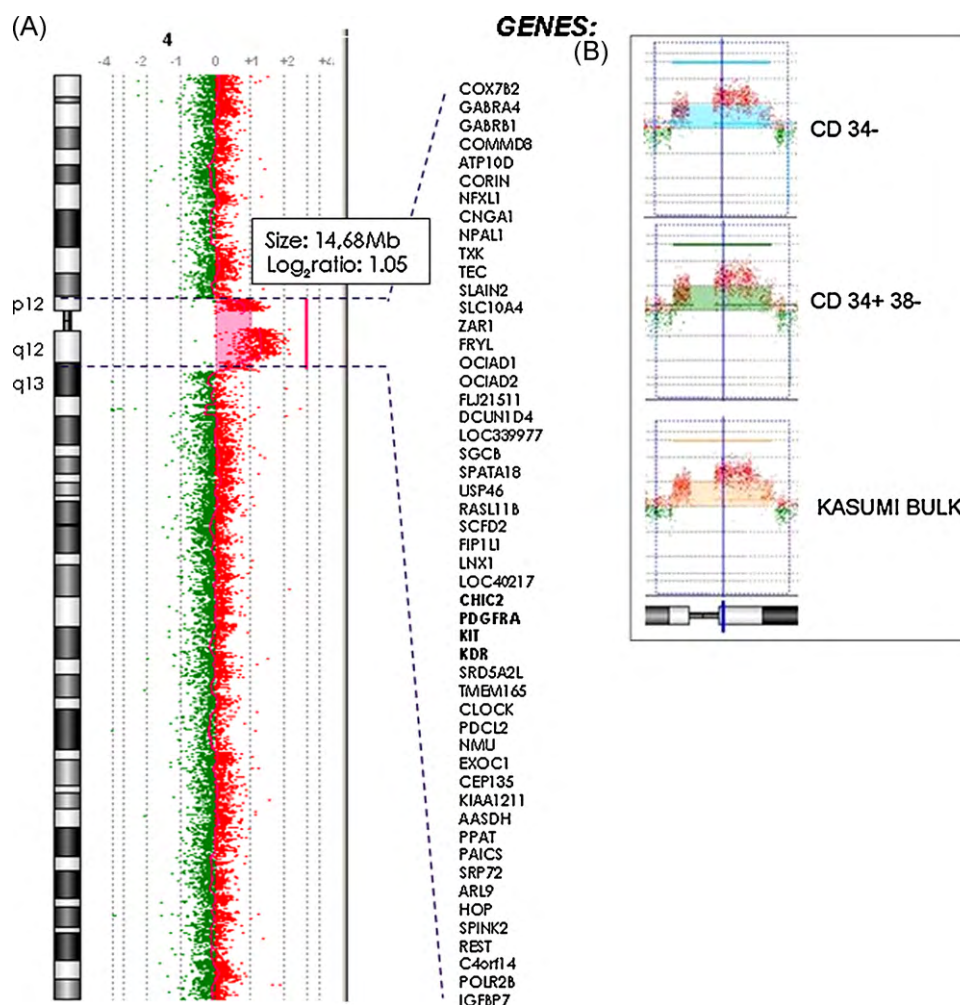 (A)
4
-4 -2 -1 0 +1 +2 +4
Size: 14,68Mb
Log2ratio: 1.05
p12
q12
q13
GENES:
COX7B2
GABRA4
GABRB1
COMMD8
ATP10D
CORIN
NFXL1
CNGA1
NPAL1
TXK
TEC
SLAIN2
SLC10A4
ZAR1
FRYL
OCIAD1
OCIAD2
FLJ21511
DCUN1D4
LOC339977
SGCB
SPATA18
USP46
RASL11B
SCFD2
FIP1L1
LNX1
LOC40217
CHIC2
PDGFRA
KIT
KDR
SRD5A2L
TMEM165
CLOCK
PDCL2
NMU
EXOC1
CEP135
KIAA1211
AASDH
PPAT
PAICS
SRP72
ARL9
HOP
SPINK2
REST
C4orf14
POLR2B
IGFBP7
(B)
CD 34-
CD 34+ 38-
KASUMI BULK